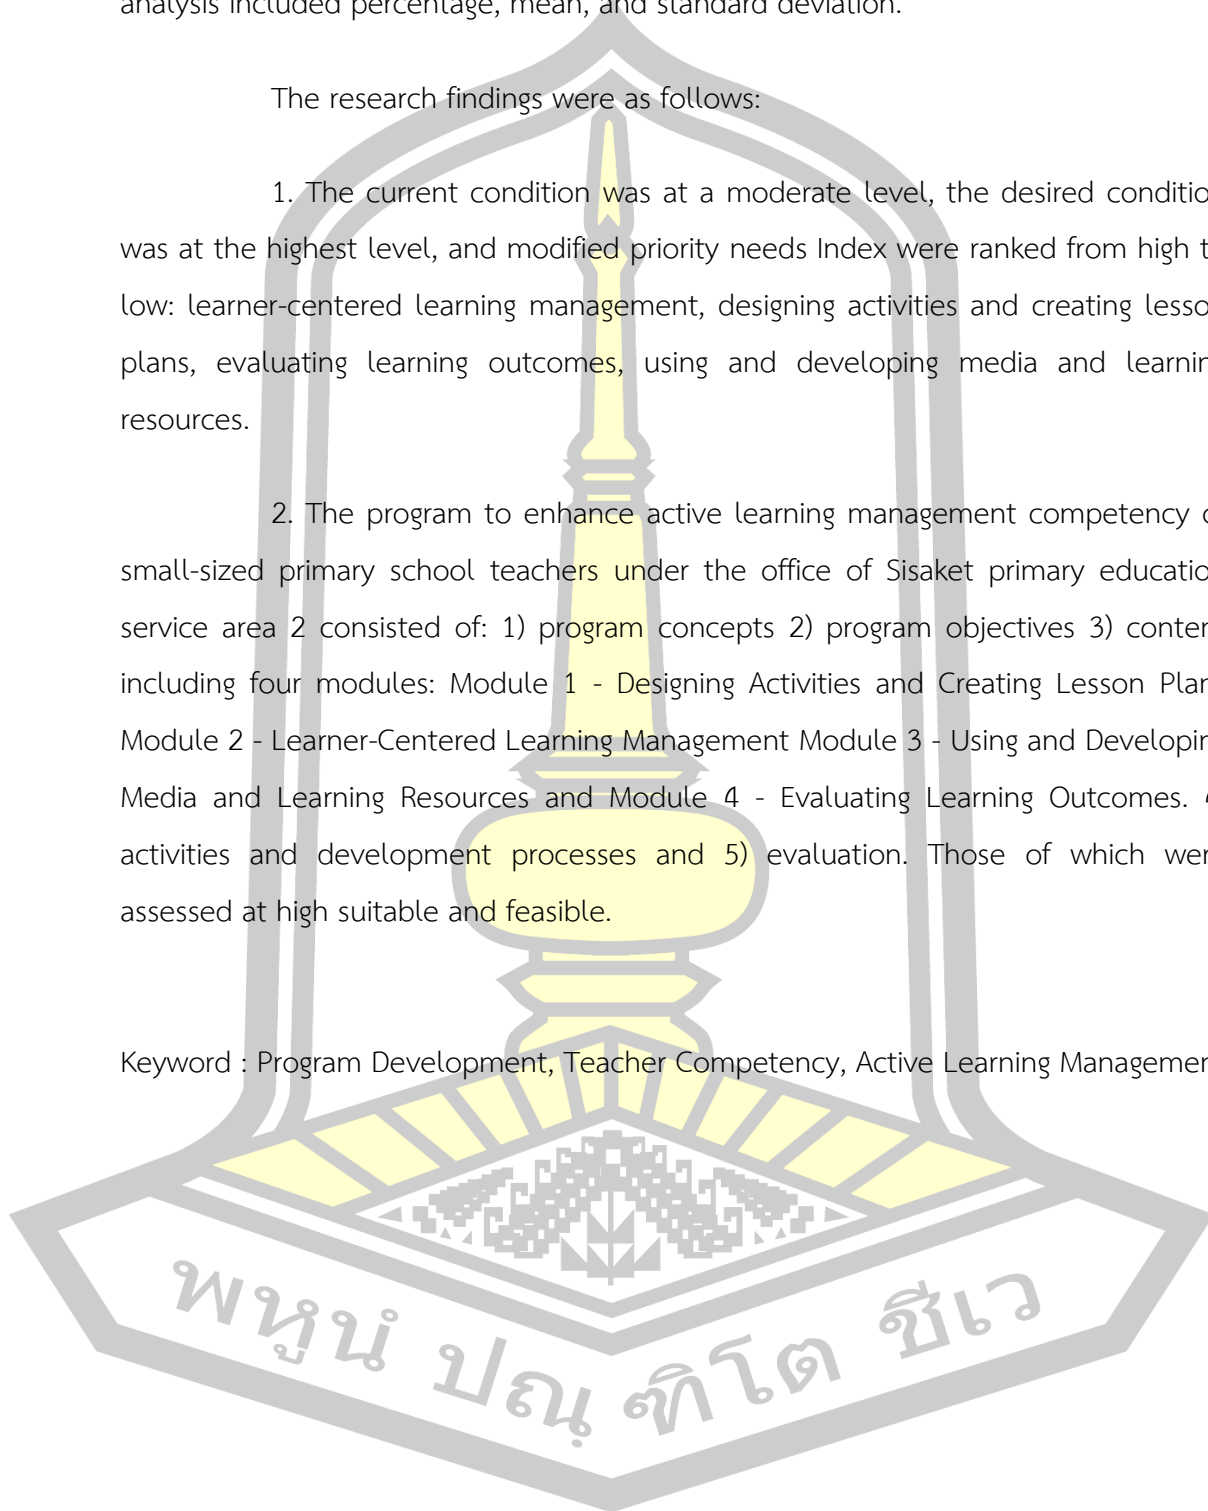 analysis included percentage, mean, and standard deviation.
The research findings were as follows:
1. The current condition was at a moderate level, the desired conditio
was at the highest level, and modified priority needs Index were ranked from high t
low: learner-centered learning management, designing activities and creating lesso
plans, evaluating learning outcomes, using and developing media and learnin
resources.
2. The program to enhance active learning management competency o
small-sized primary school teachers under the office of Sisaket primary educatio
service area 2 consisted of: 1) program concepts 2) program objectives 3) conten
including four modules: Module 1 - Designing Activities and Creating Lesson Plan
Module 2 - Learner-Centered Learning Management Module 3 - Using and Developin
Media and Learning Resources and Module 4 - Evaluating Learning Outcomes. 4
activities and development processes and 5) evaluation. Those of which wer
assessed at high suitable and feasible.
Keyword : Program Development, Teacher Competency, Active Learning Managemen
พหูนํ ปณฺฑิโต ชีเว